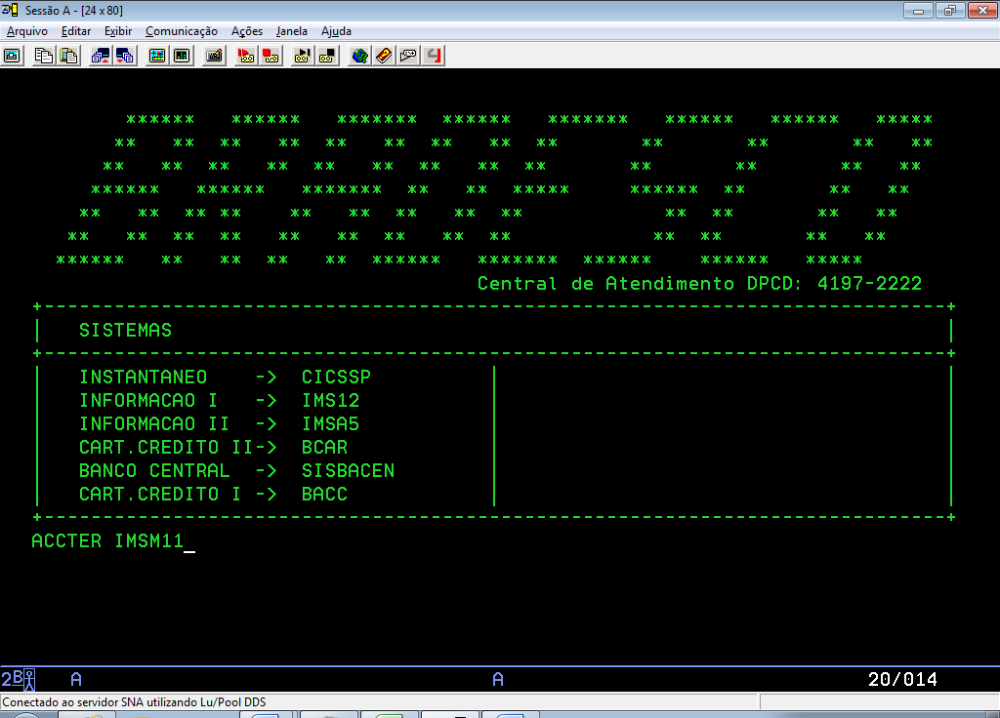 Sessão A - [24 x 80]
Arquivo Editar Exibir Comunicação Ações Janela Ajuda
****** ****** ******* ****** ******* ****** ****** *****
** ** ** ** ** ** ** ** ** ** ** ** **
** ** ** ** ** ** ** ** ** ** ** ** **
****** ****** ******* ** ** ***** ****** ** ** **
** ** ** ** ** ** ** ** ** ** ** ** **
** ** ** ** ** ** ** ** ** ** ** ** **
****** ** ** ** ** ****** ******* ****** ****** *****
Central de Atendimento DPCD: 4197-2222
SISTEMAS
INSTANTANEO -> CICSSP
INFORMACAO I -> IMS12
INFORMACAO II -> IMSA5
CART.CREDITO II-> BCAR
BANCO CENTRAL -> SISBACEN
CART.CREDITO I -> BACC
ACCTER IMSM11_
2B A A 20/014
Conectado ao servidor SNA utilizando Lu/Pool DDS